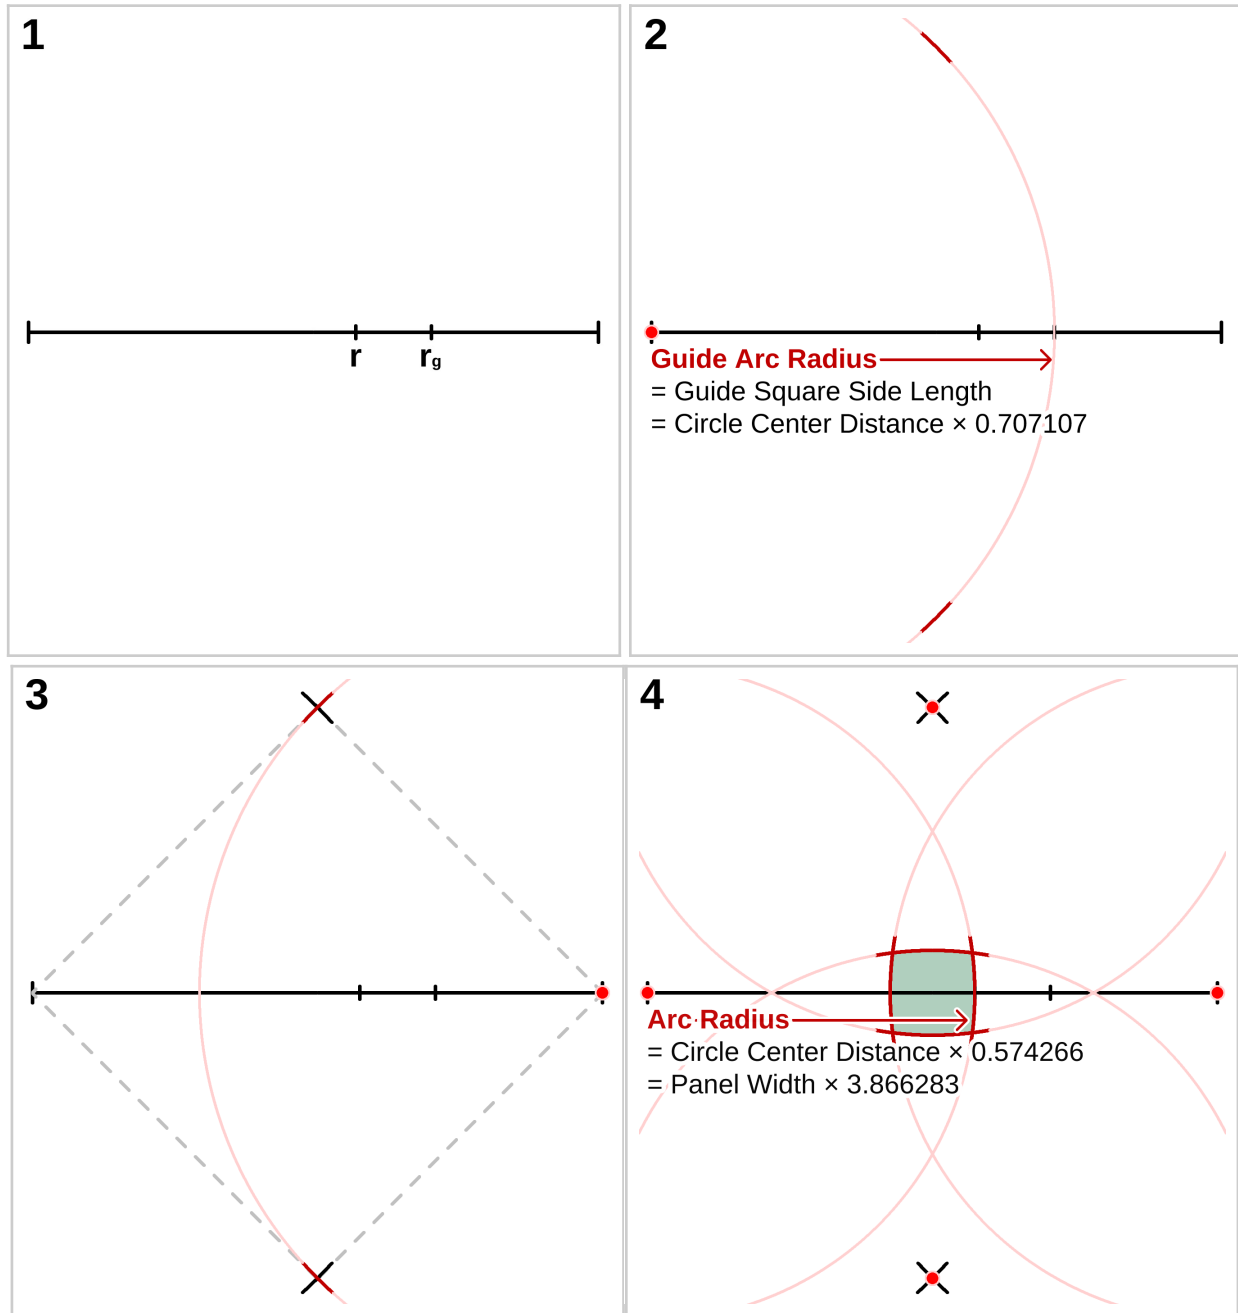 1
r rg
2
Guide Arc Radius
= Guide Square Side Length
= Circle Center Distance × 0.707107
3
4
Arc Radius
= Circle Center Distance × 0.574266
= Panel Width × 3.866283